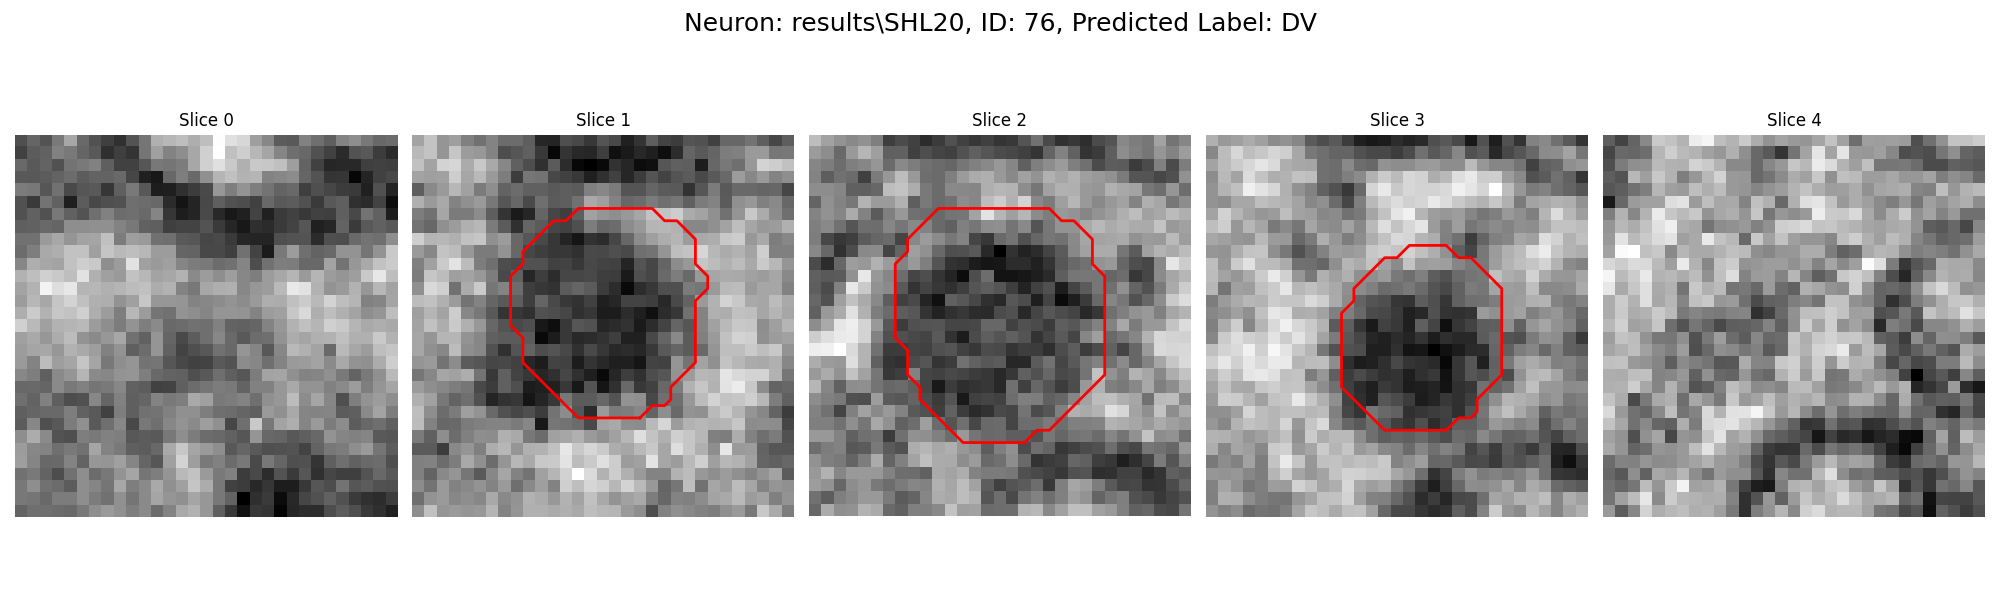 Neuron: results\SHL20, ID: 76, Predicted Label: DV
Slice 0
Slice 1
Slice 2
Slice 3
Slice 4